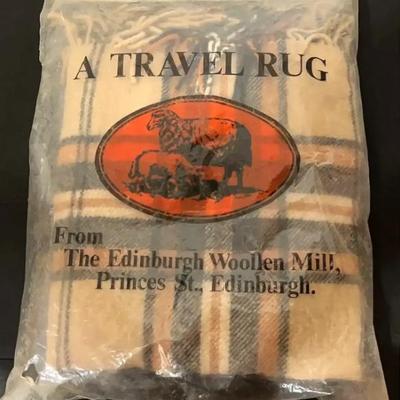 A TRAVEL RUG
From
The Edinburgh Woollen Mill,
Princes St., Edinburgh.